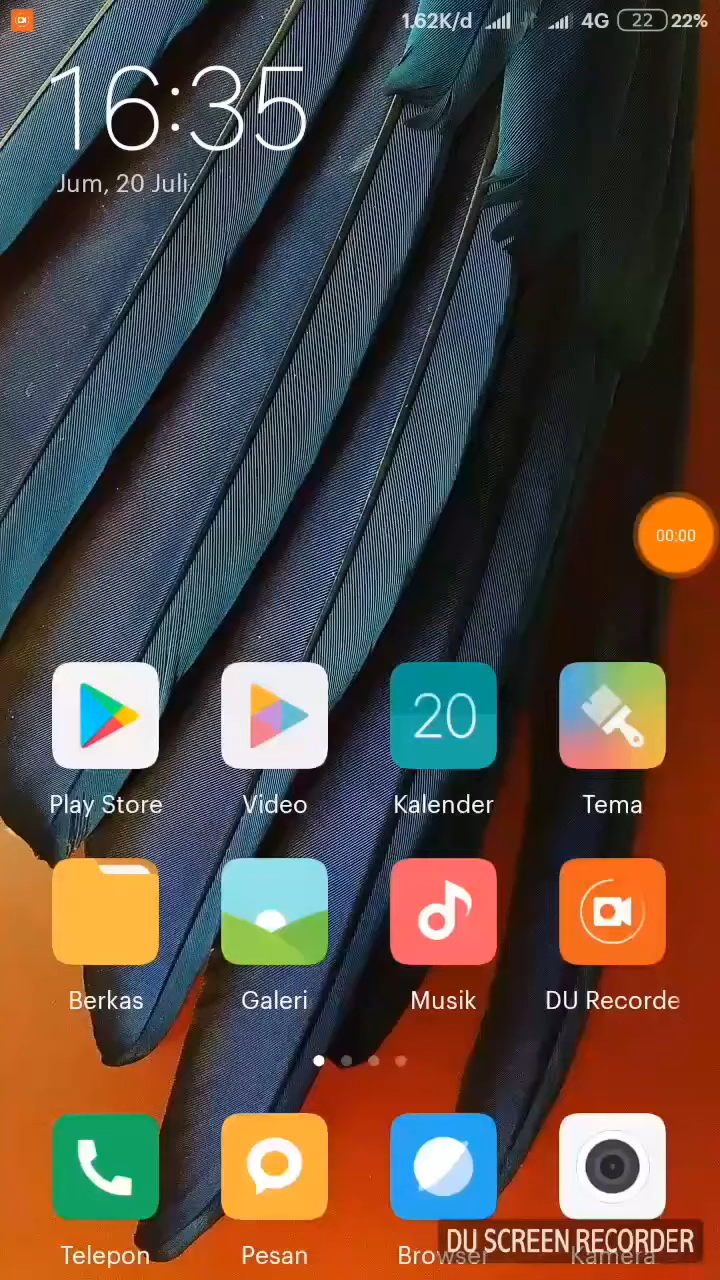 1.62K/d 4G 22 22%
16:35
Jum, 20 Juli
00:00
20
Play Store Video Kalender Tema
Berkas Galeri Musik DU Recorde
Telepon Pesan Browser Kamera
DU SCREEN RECORDER